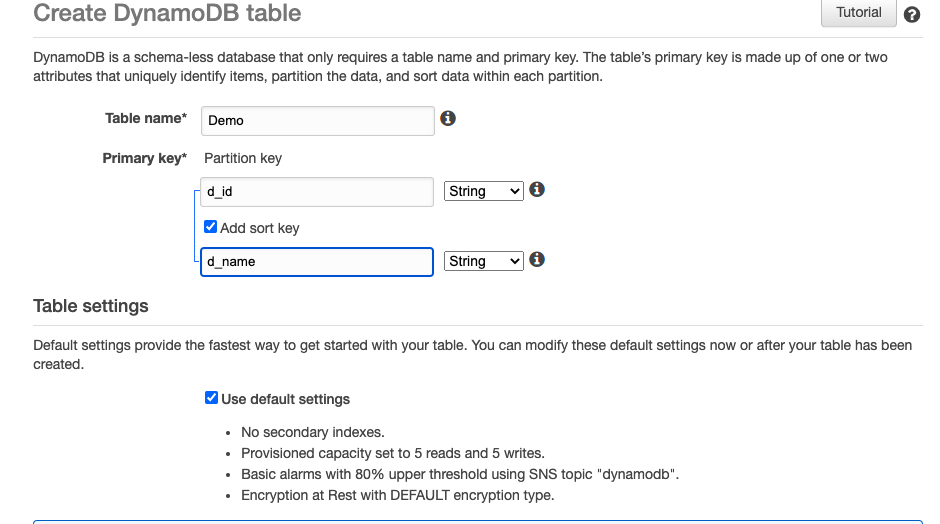 Create DynamoDB table
Tutorial
DynamoDB is a schema-less database that only requires a table name and primary key. The table's primary key is made up of one or two
attributes that uniquely identify items, partition the data, and sort data within each partition.
Table name* Demo
Primary key* Partition key
d_id String
Add sort key
d_name String
Table settings
Default settings provide the fastest way to get started with your table. You can modify these default settings now or after your table has been
created.
Use default settings
• No secondary indexes.
• Provisioned capacity set to 5 reads and 5 writes.
• Basic alarms with 80% upper threshold using SNS topic "dynamodb".
• Encryption at Rest with DEFAULT encryption type.